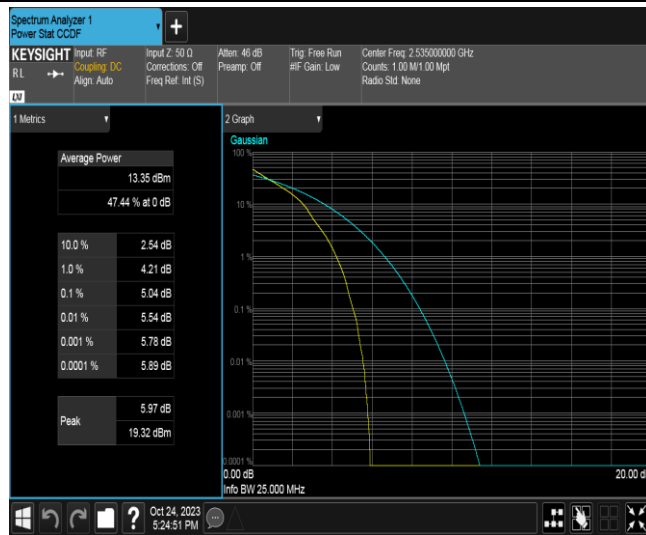 Spectrum Analyzer 1
Power Stat CCDF
+
KEYSIGHT
RL
Input: RF
Coupling: DC
Align: Auto
Input Z: 50 Ω
Corrections: Off
Freq Ref: Int (S)
Atten: 46 dB
Preamp: Off
Trig: Free Run
#IF Gain: Low
Center Freq: 2.535000000 GHz
Counts: 1.00 M/1.00 Mpt
Radio Std: None
1 Metrics
Average Power
13.35 dBm
47.44 % at 0 dB
10.0 % 2.54 dB
1.0 % 4.21 dB
0.1 % 5.04 dB
0.01 % 5.54 dB
0.001 % 5.78 dB
0.0001 % 5.89 dB
Peak
5.97 dB
19.32 dBm
2 Graph
Gaussian
100 %
10 %
1 %
0.1 %
0.01 %
0.001 %
0.0001 %
0.00 dB
20.00 d
Info BW 25.000 MHz
?
Oct 24, 2023
5:24:51 PM